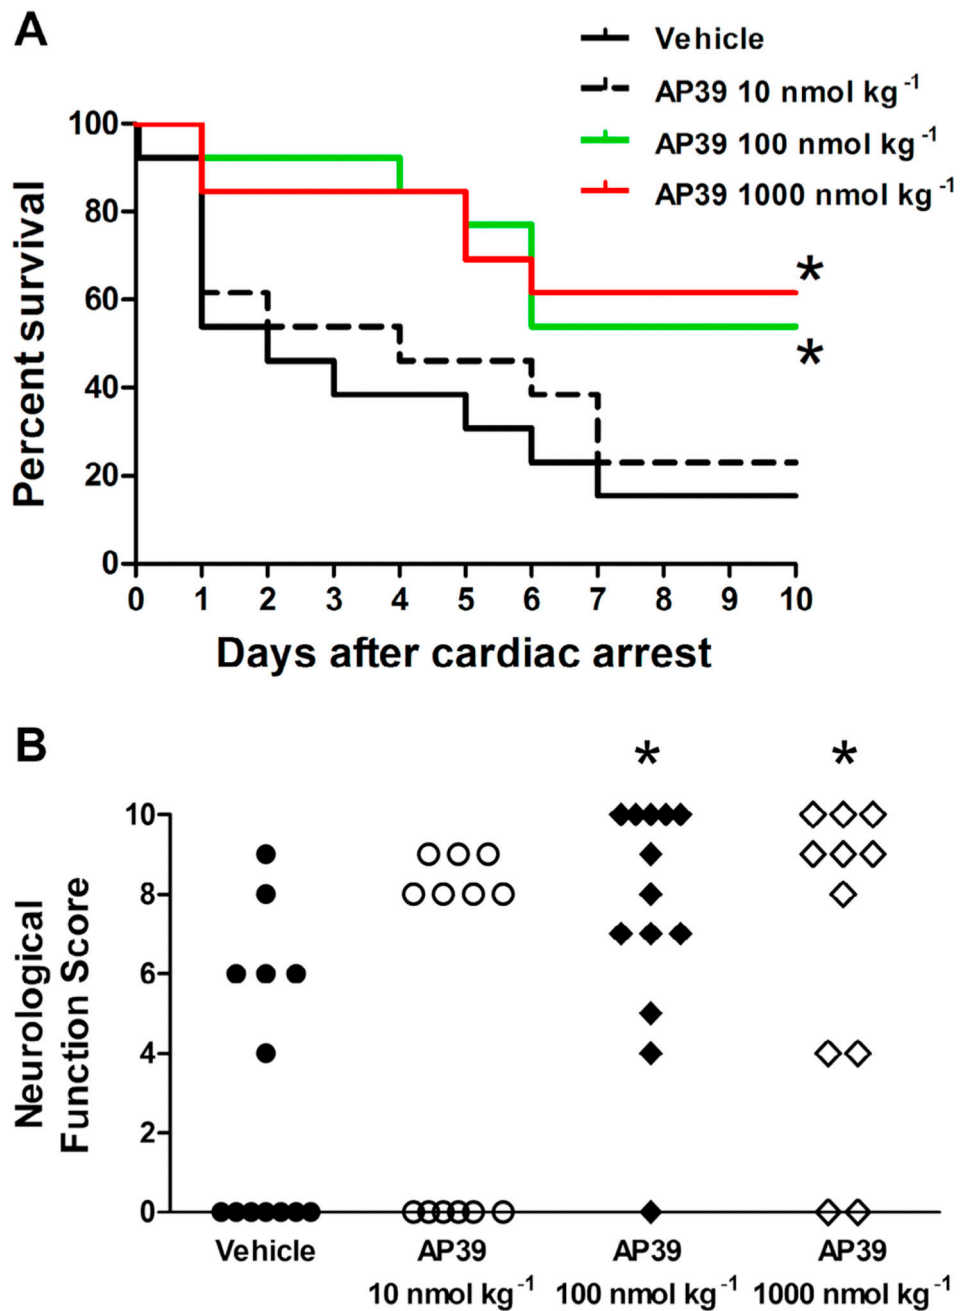 A
Vehicle
AP39 10 nmol kg⁻¹
AP39 100 nmol kg⁻¹
AP39 1000 nmol kg⁻¹
100
80
60
40
20
0
Percent survival
*
*
0 1 2 3 4 5 6 7 8 9 10
Days after cardiac arrest
B
* *
10
8
6
4
2
0
Neurological
Function Score
Vehicle AP39 AP39 AP39
10 nmol kg⁻¹ 100 nmol kg⁻¹ 1000 nmol kg⁻¹